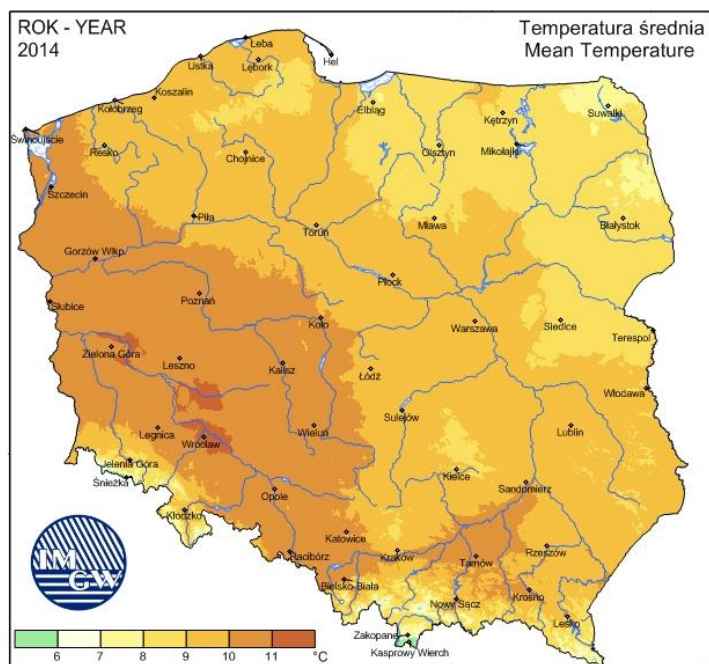 ROK - YEAR
2014
Temperatura średnia
Mean Temperature
Łeba
Hel
Ustka
Lębork
Koszalin
Kołobrzeg
Elbląg
Kętrzyn
Suwałki
Świnoujście
Resko
Chojnice
Olsztyn
Mikołajki
Szczecin
Piła
Toruń
Mława
Białystok
Gorzów Wlkp.
Płock
Słubice
Poznań
Koło
Warszawa
Siedlce
Terespol
Zielona Góra
Leszno
Kalisz
Łódź
Włodawa
Sulejów
Legnica
Wrocław
Wieluń
Lublin
Jelenia Góra
Śnieżka
Opole
Kielce
Sandomierz
Kłodzko
Katowice
Kraków
Tarnów
Rzeszów
Racibórz
Bielsko-Biała
Nowy Sącz
Krosno
Lesko
Zakopane
Kasprowy Wierch
IM
G.W
6 7 8 9 10 11 °C